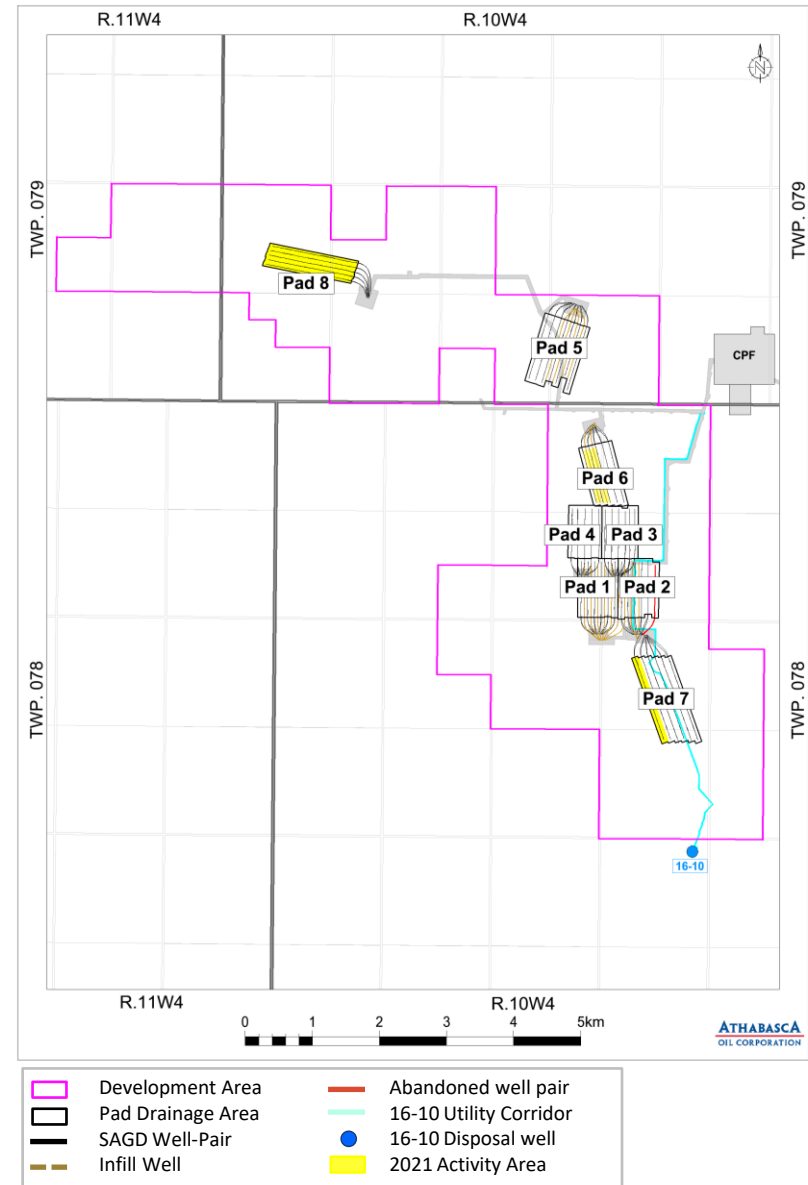 R.11W4
R.10W4
N
TWP. 079
TWP. 079
Pad 8
Pad 5
CPF
Pad 6
Pad 4
Pad 3
Pad 1
Pad 2
TWP. 078
TWP. 078
Pad 7
16-10
R.11W4
R.10W4
0 1 2 3 4 5km
ATHABASCA
OIL CORPORATION
Development Area
Abandoned well pair
Pad Drainage Area
16-10 Utility Corridor
SAGD Well-Pair
16-10 Disposal well
Infill Well
2021 Activity Area